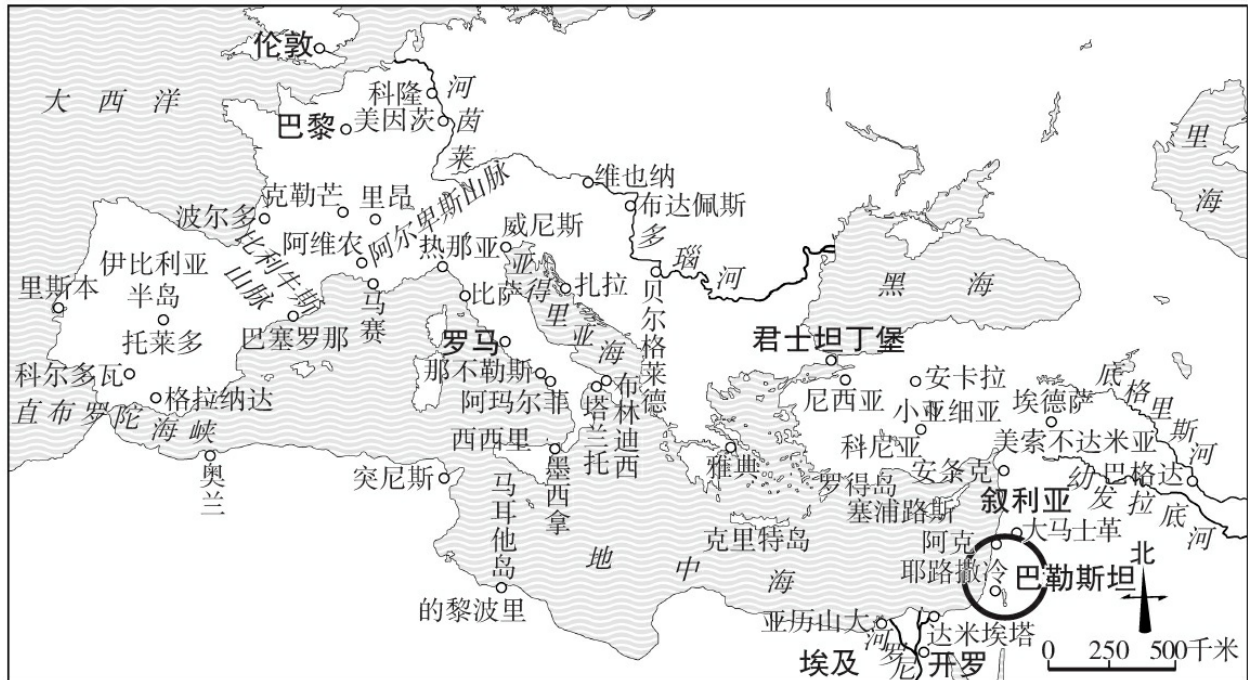 伦敦
大西洋
科隆
美因茨
巴黎
莱茵河
里海
维也纳
布达佩斯
克勒芒
里昂
阿尔卑斯山脉
波尔多
阿维农
热那亚
威尼斯
多瑙河
黑海
伊比利亚
半岛
比利牛斯
山脉
里斯本
托莱多
巴塞罗那
马赛
比萨
扎拉
亚得里亚海
贝尔格莱德
罗马
君士坦丁堡
科尔多瓦
格拉纳达
那不勒斯
阿玛尔菲
塔兰托
布林迪西
尼西亚
安卡拉
小亚细亚
埃德萨
底格里斯河
直布罗陀海峡
西西里
墨西拿
雅典
科尼亚
美索不达米亚
安条克
幼发拉底河
巴格达
奥兰
突尼斯
马耳他岛
罗得岛
塞浦路斯
叙利亚
克里特岛
大马士革
阿克
地中海
耶路撒冷
巴勒斯坦
北
的黎波里
亚历山大
达米埃塔
尼罗河
埃及
开罗
0 250 500千米